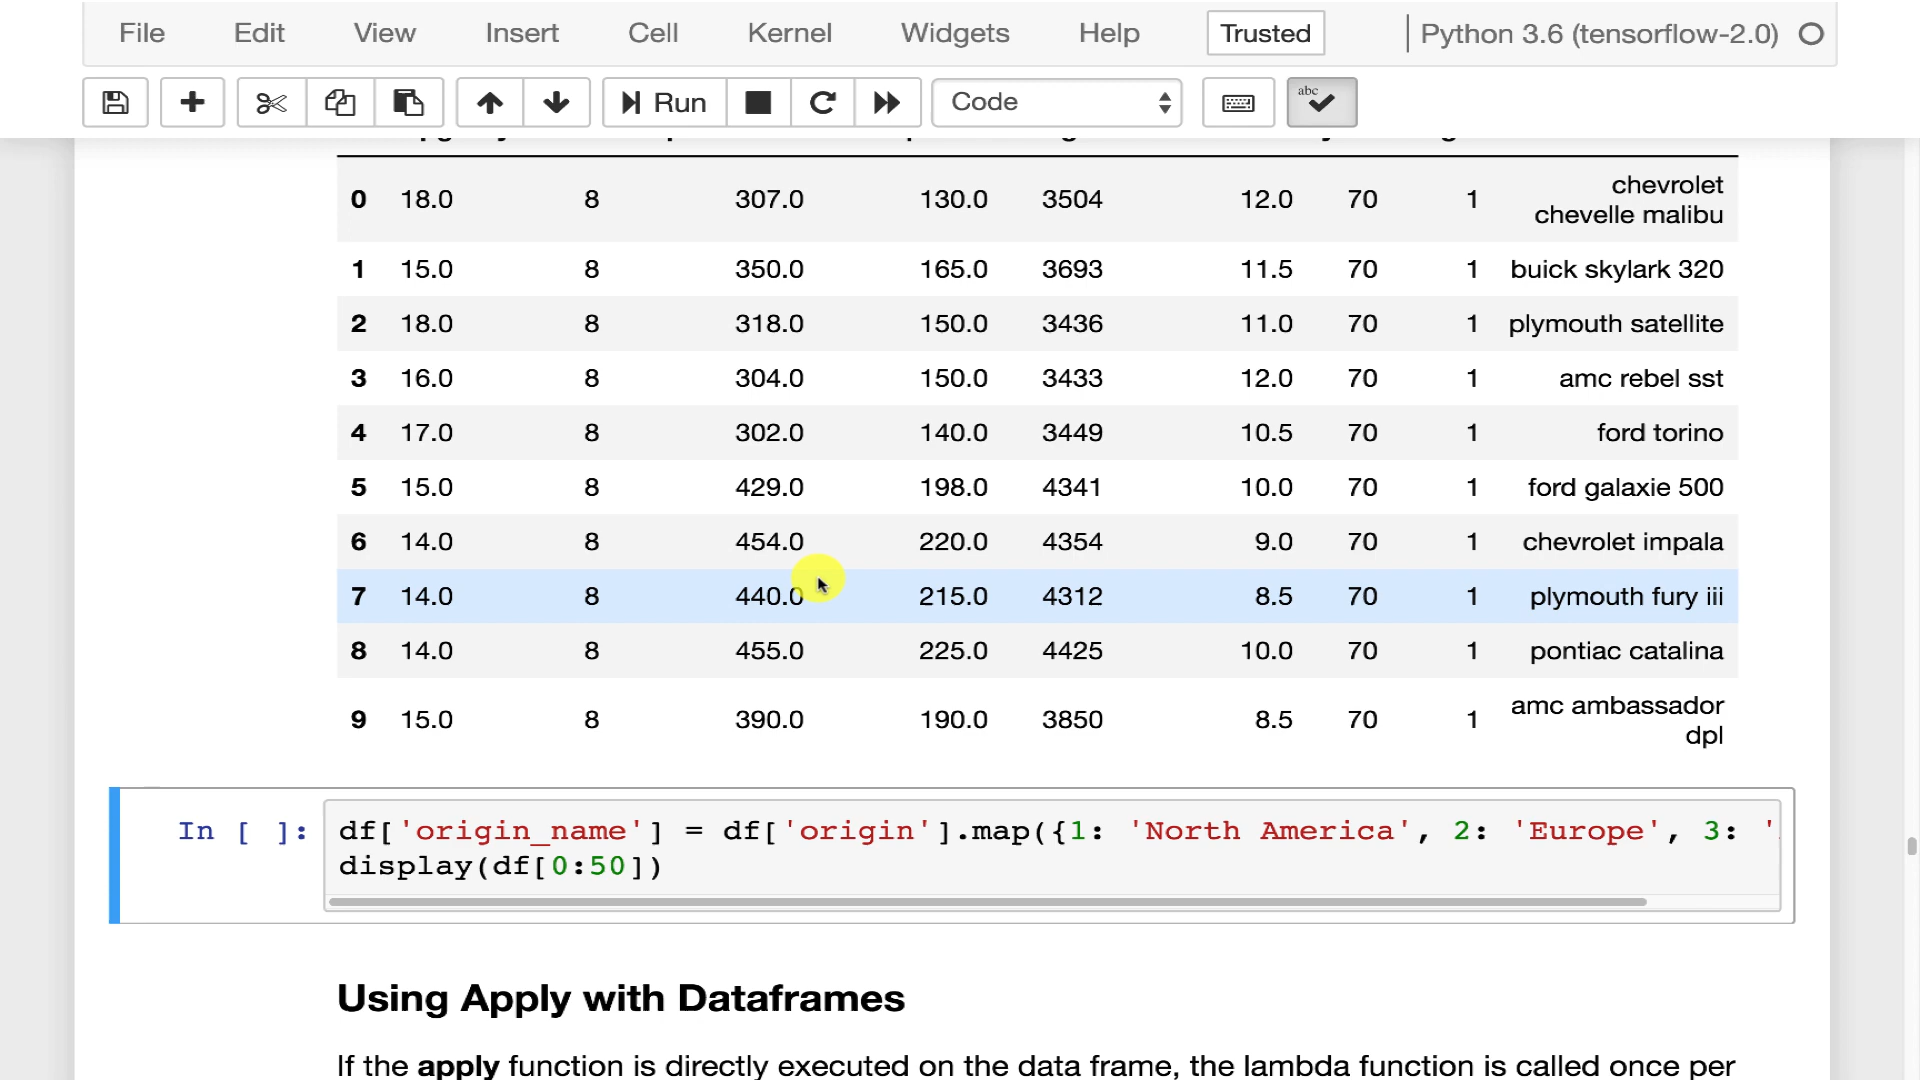 File Edit View Insert Cell Kernel Widgets Help Trusted Python 3.6 (tensorflow-2.0)
Run Code abc
0 18.0 8 307.0 130.0 3504 12.0 70 1 chevrolet
chevelle malibu
1 15.0 8 350.0 165.0 3693 11.5 70 1 buick skylark 320
2 18.0 8 318.0 150.0 3436 11.0 70 1 plymouth satellite
3 16.0 8 304.0 150.0 3433 12.0 70 1 amc rebel sst
4 17.0 8 302.0 140.0 3449 10.5 70 1 ford torino
5 15.0 8 429.0 198.0 4341 10.0 70 1 ford galaxie 500
6 14.0 8 454.0 220.0 4354 9.0 70 1 chevrolet impala
7 14.0 8 440.0 215.0 4312 8.5 70 1 plymouth fury iii
8 14.0 8 455.0 225.0 4425 10.0 70 1 pontiac catalina
9 15.0 8 390.0 190.0 3850 8.5 70 1 amc ambassador
dpl
In [ ]: df['origin_name'] = df['origin'].map({1: 'North America', 2: 'Europe', 3: '
display(df[0:50])
Using Apply with Dataframes
If the apply function is directly executed on the data frame, the lambda function is called once per